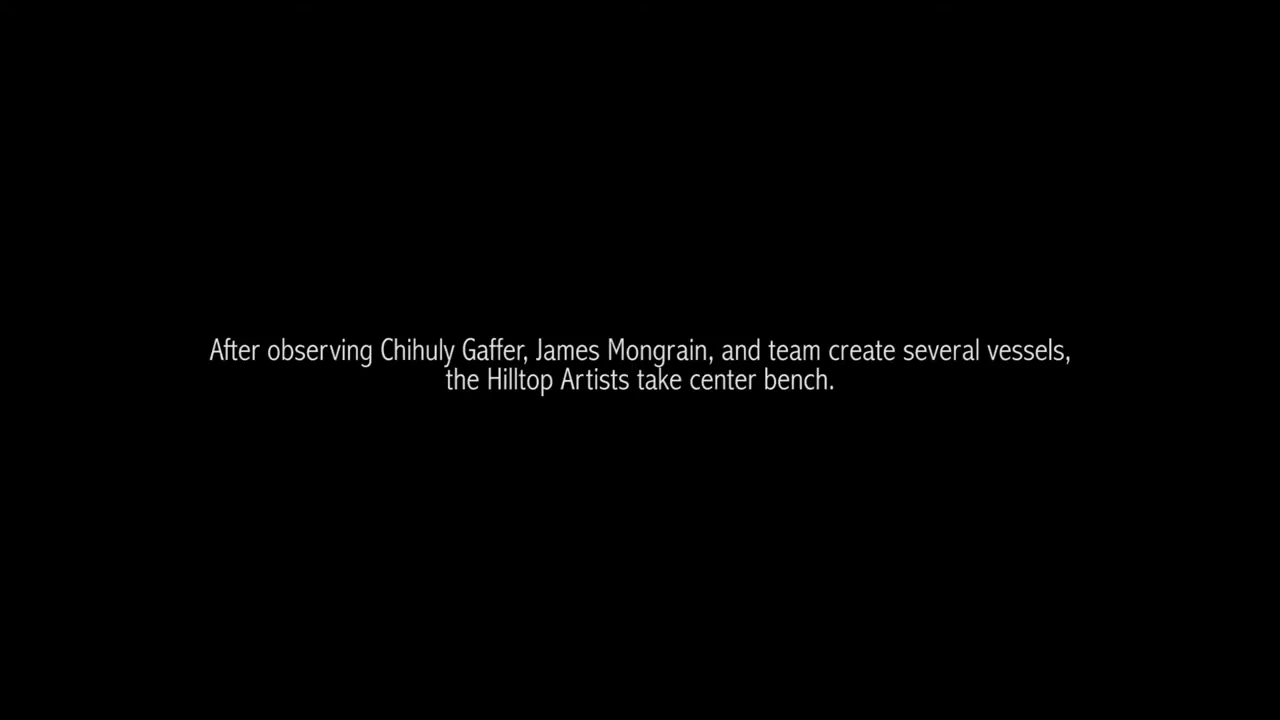 After observing Chihuly Gaffer, James Mongrain, and team create several vessels,
the Hilltop Artists take center bench.